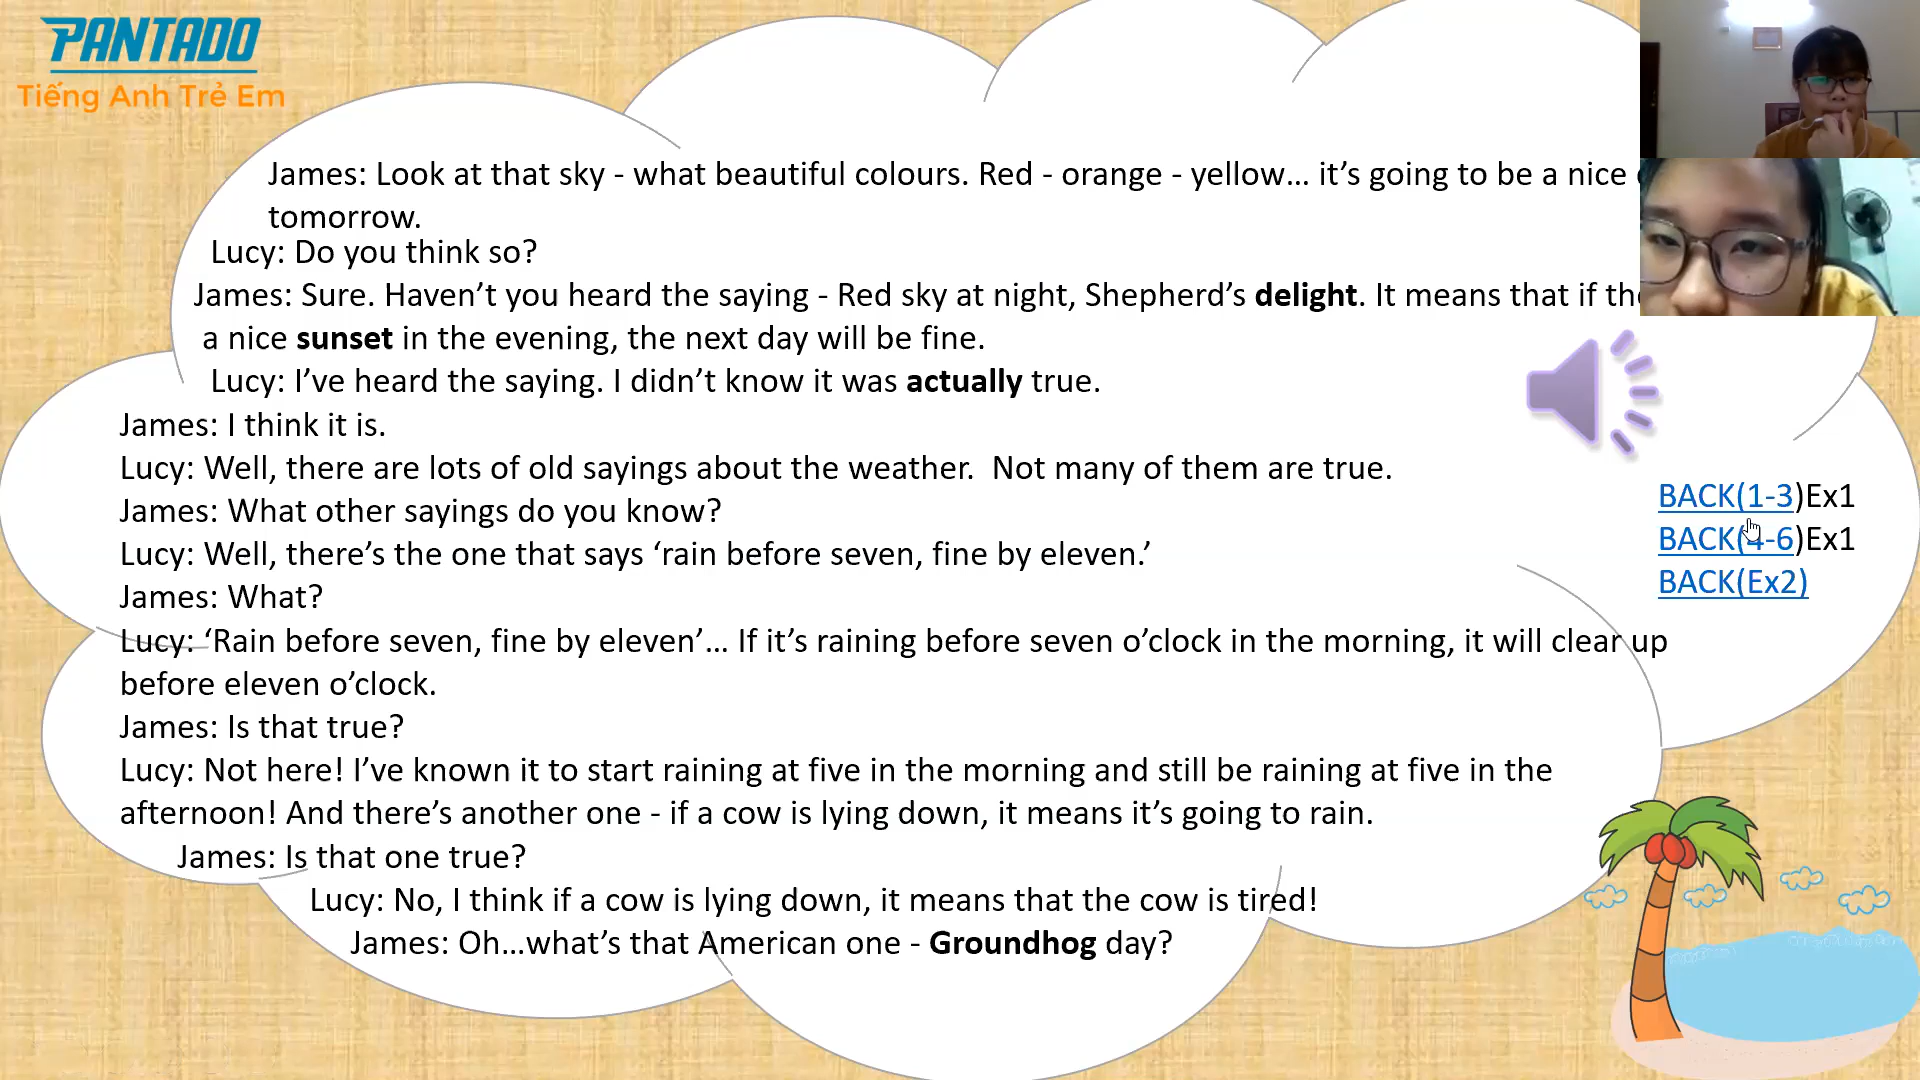 PANTADO
Tiếng Anh Trẻ Em
James: Look at that sky - what beautiful colours. Red - orange - yellow... it's going to be a nice
tomorrow.
Lucy: Do you think so?
James: Sure. Haven't you heard the saying - Red sky at night, Shepherd's delight. It means that if
a nice sunset in the evening, the next day will be fine.
Lucy: I've heard the saying. I didn't know it was actually true.
James: I think it is.
Lucy: Well, there are lots of old sayings about the weather.  Not many of them are true.
James: What other sayings do you know?
Lucy: Well, there's the one that says ‘rain before seven, fine by eleven.’
James: What?
Lucy: ‘Rain before seven, fine by eleven’... If it's raining before seven o'clock in the morning, it will clear up
before eleven o'clock.
James: Is that true?
Lucy: Not here! I've known it to start raining at five in the morning and still be raining at five in the
afternoon! And there's another one - if a cow is lying down, it means it's going to rain.
James: Is that one true?
Lucy: No, I think if a cow is lying down, it means that the cow is tired!
James: Oh...what's that American one - Groundhog day?
BACK(1-3)Ex1
BACK(4-6)Ex1
BACK(Ex2)